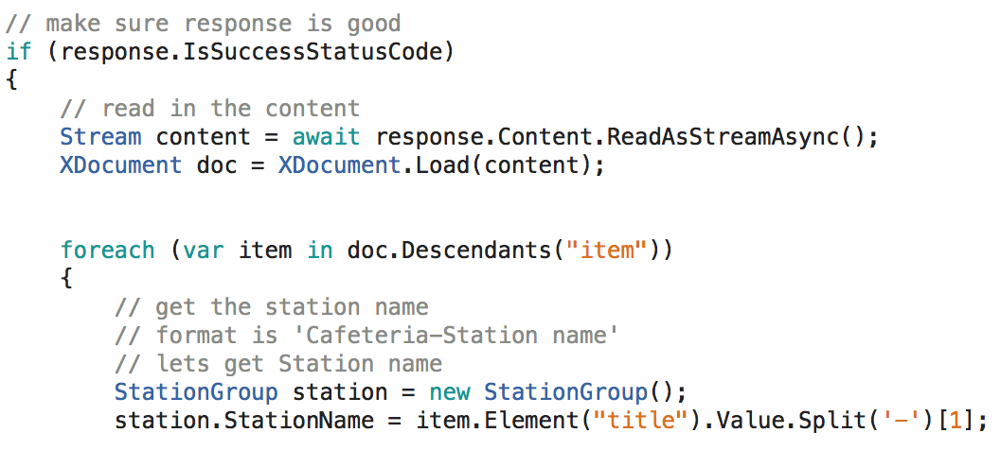 // make sure response is good
if (response.IsSuccessStatusCode)
{
    // read in the content
    Stream content = await response.Content.ReadAsStreamAsync();
    XDocument doc = XDocument.Load(content);
    foreach (var item in doc.Descendants("item"))
    {
        // get the station name
        // format is 'Cafeteria-Station name'
        // lets get Station name
        StationGroup station = new StationGroup();
        station.StationName = item.Element("title").Value.Split('-')[1];